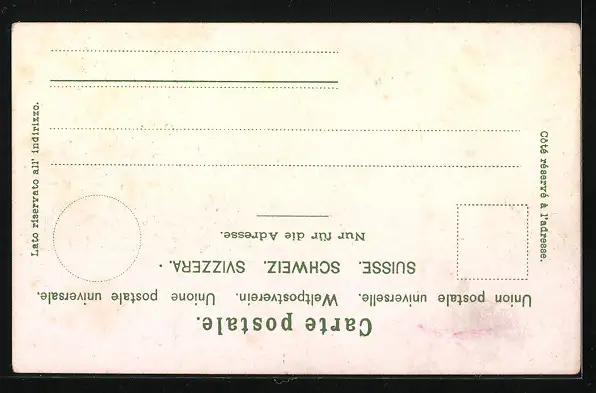 Carte postale.
Union postale universelle. Weltpostverein. Unione postale universale.
SUISSE. SCHWEIZ. SVIZZERA.
Nur für die Adresse.
Côté réservé à l'adresse.
Lato riservato all' indirizzo.